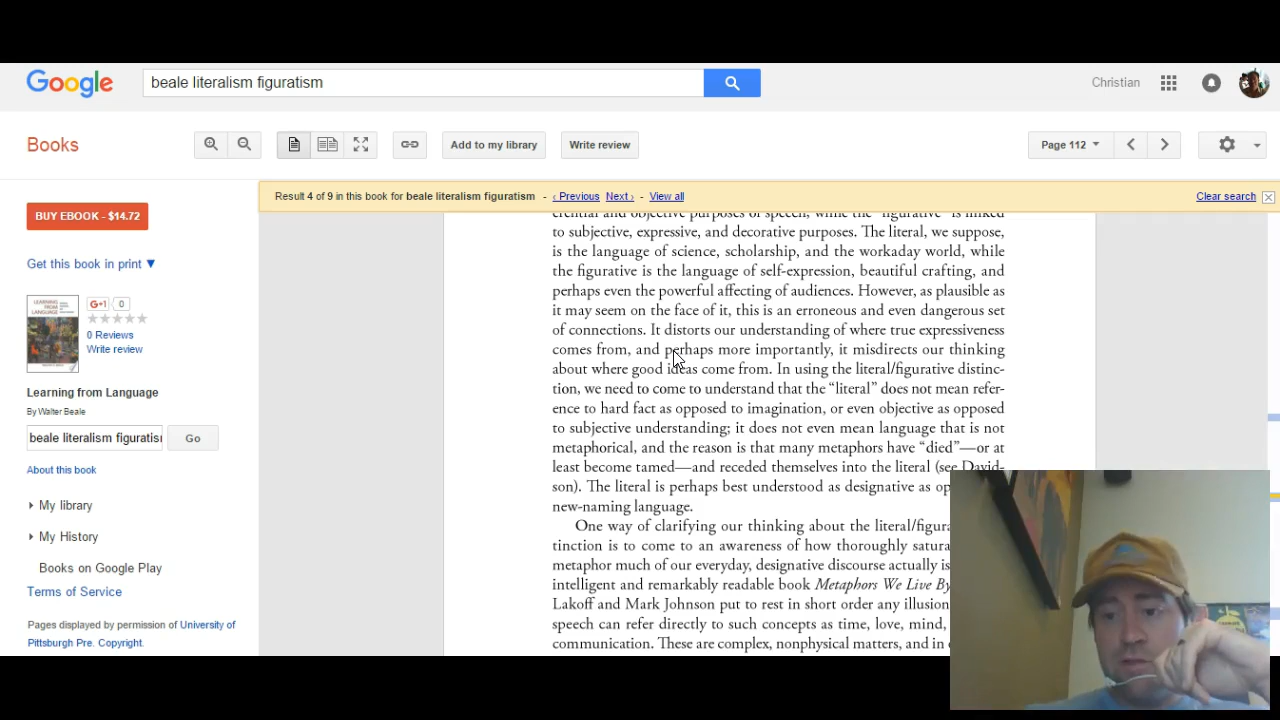 Google
beale literalism figuratism
Christian
Books
Add to my library
Write review
Page 112
Result 4 of 9 in this book for beale literalism figuratism - ‹ Previous Next › - View all
Clear search
BUY EBOOK - $14.72
Get this book in print ▼
LEARNING
FROM
LANGUAGE
G+1 0
0 Reviews
Write review
Learning from Language
By Walter Beale
beale literalism figuratis
Go
About this book
My library
My History
Books on Google Play
Terms of Service
Pages displayed by permission of University of
Pittsburgh Pre. Copyright.
erential and objective purposes of speech, while the "figurative" is linked
to subjective, expressive, and decorative purposes. The literal, we suppose,
is the language of science, scholarship, and the workaday world, while
the figurative is the language of self-expression, beautiful crafting, and
perhaps even the powerful affecting of audiences. However, as plausible as
it may seem on the face of it, this is an erroneous and even dangerous set
of connections. It distorts our understanding of where true expressiveness
comes from, and perhaps more importantly, it misdirects our thinking
about where good ideas come from. In using the literal/figurative distinc-
tion, we need to come to understand that the "literal" does not mean refer-
ence to hard fact as opposed to imagination, or even objective as opposed
to subjective understanding; it does not even mean language that is not
metaphorical, and the reason is that many metaphors have "died"—or at
least become tamed—and receded themselves into the literal (see David-
son). The literal is perhaps best understood as designative as op
new-naming language.
One way of clarifying our thinking about the literal/figura
tinction is to come to an awareness of how thoroughly satura
metaphor much of our everyday, designative discourse actually is
intelligent and remarkably readable book Metaphors We Live By
Lakoff and Mark Johnson put to rest in short order any illusion
speech can refer directly to such concepts as time, love, mind,
communication. These are complex, nonphysical matters, and in